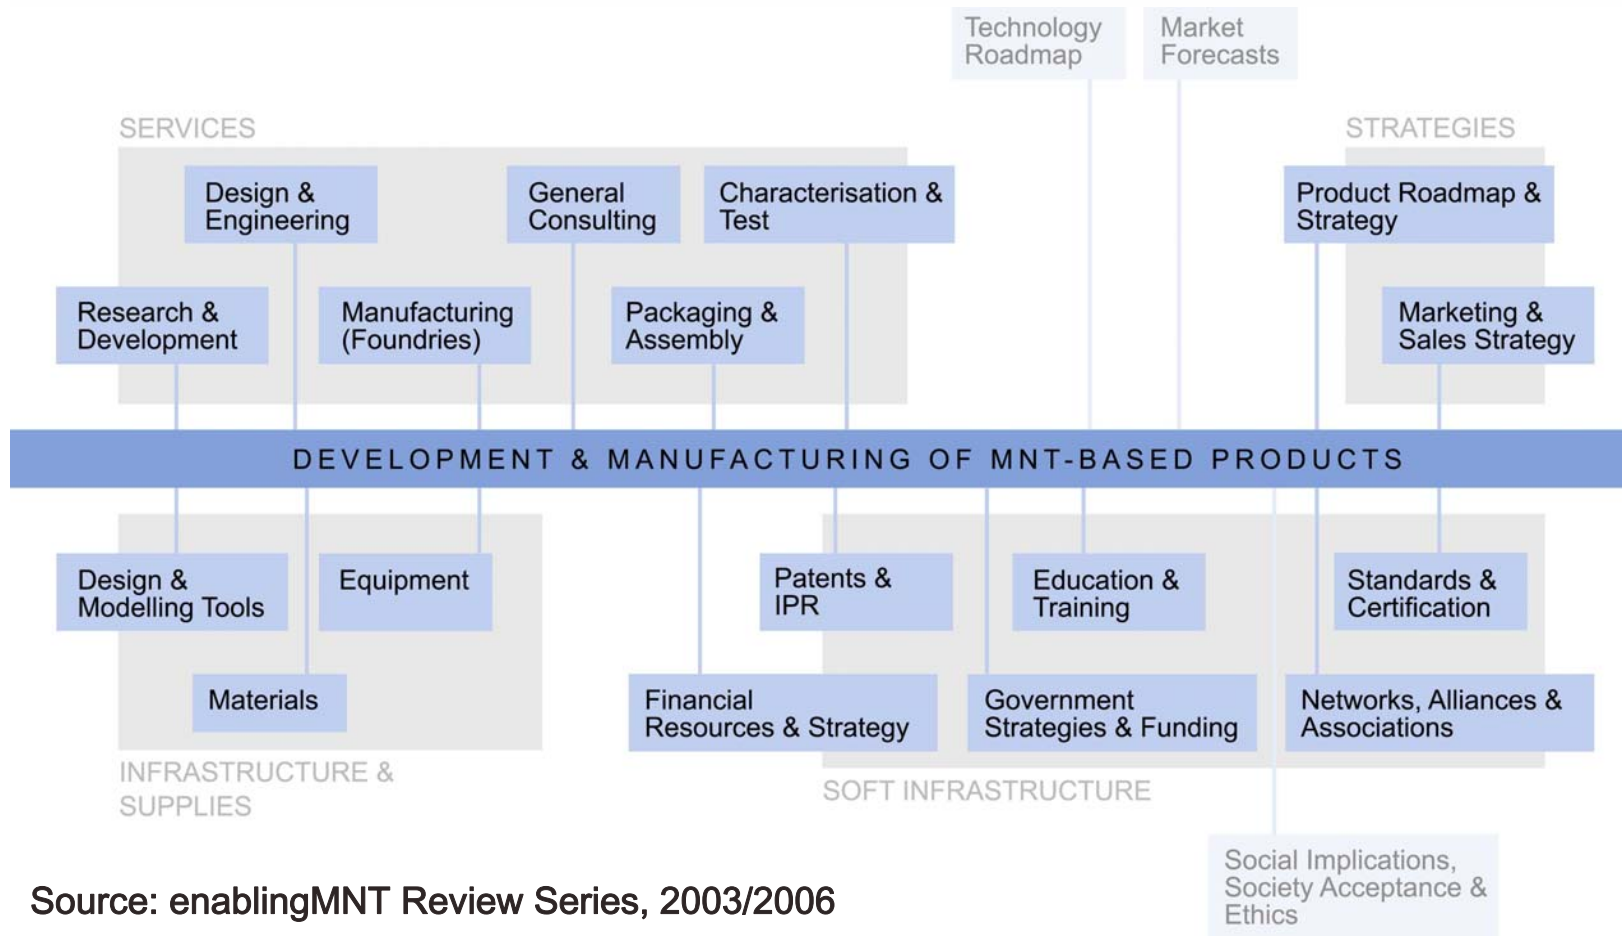 Technology
Roadmap
Market
Forecasts
SERVICES
STRATEGIES
Design &
Engineering
General
Consulting
Characterisation &
Test
Product Roadmap &
Strategy
Research &
Development
Manufacturing
(Foundries)
Packaging &
Assembly
Marketing &
Sales Strategy
DEVELOPMENT & MANUFACTURING OF MNT-BASED PRODUCTS
Design &
Modelling Tools
Equipment
Patents &
IPR
Education &
Training
Standards &
Certification
Materials
Financial
Resources & Strategy
Government
Strategies & Funding
Networks, Alliances &
Associations
INFRASTRUCTURE &
SUPPLIES
SOFT INFRASTRUCTURE
Social Implications,
Society Acceptance &
Ethics
Source: enablingMNT Review Series, 2003/2006